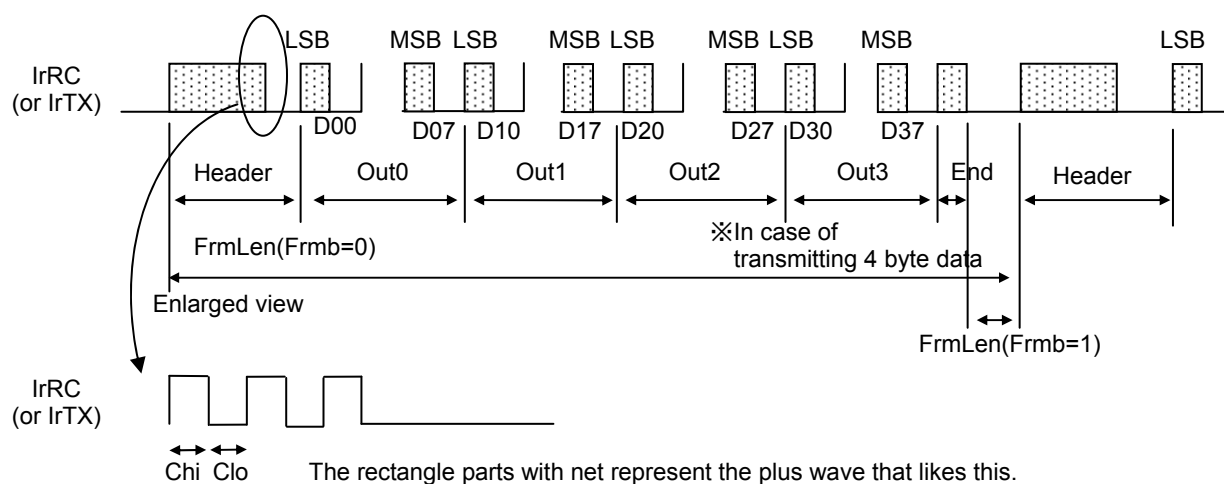 LSB MSB LSB MSB LSB MSB LSB MSB LSB
IrRC
(or IrTX)
D00 D07 D10 D17 D20 D27 D30 D37
Header Out0 Out1 Out2 Out3 End Header
FrmLen(Frmb=0)
※In case of
transmitting 4 byte data
Enlarged view
FrmLen(Frmb=1)
IrRC
(or IrTX)
Chi Clo
The rectangle parts with net represent the plus wave that likes this.